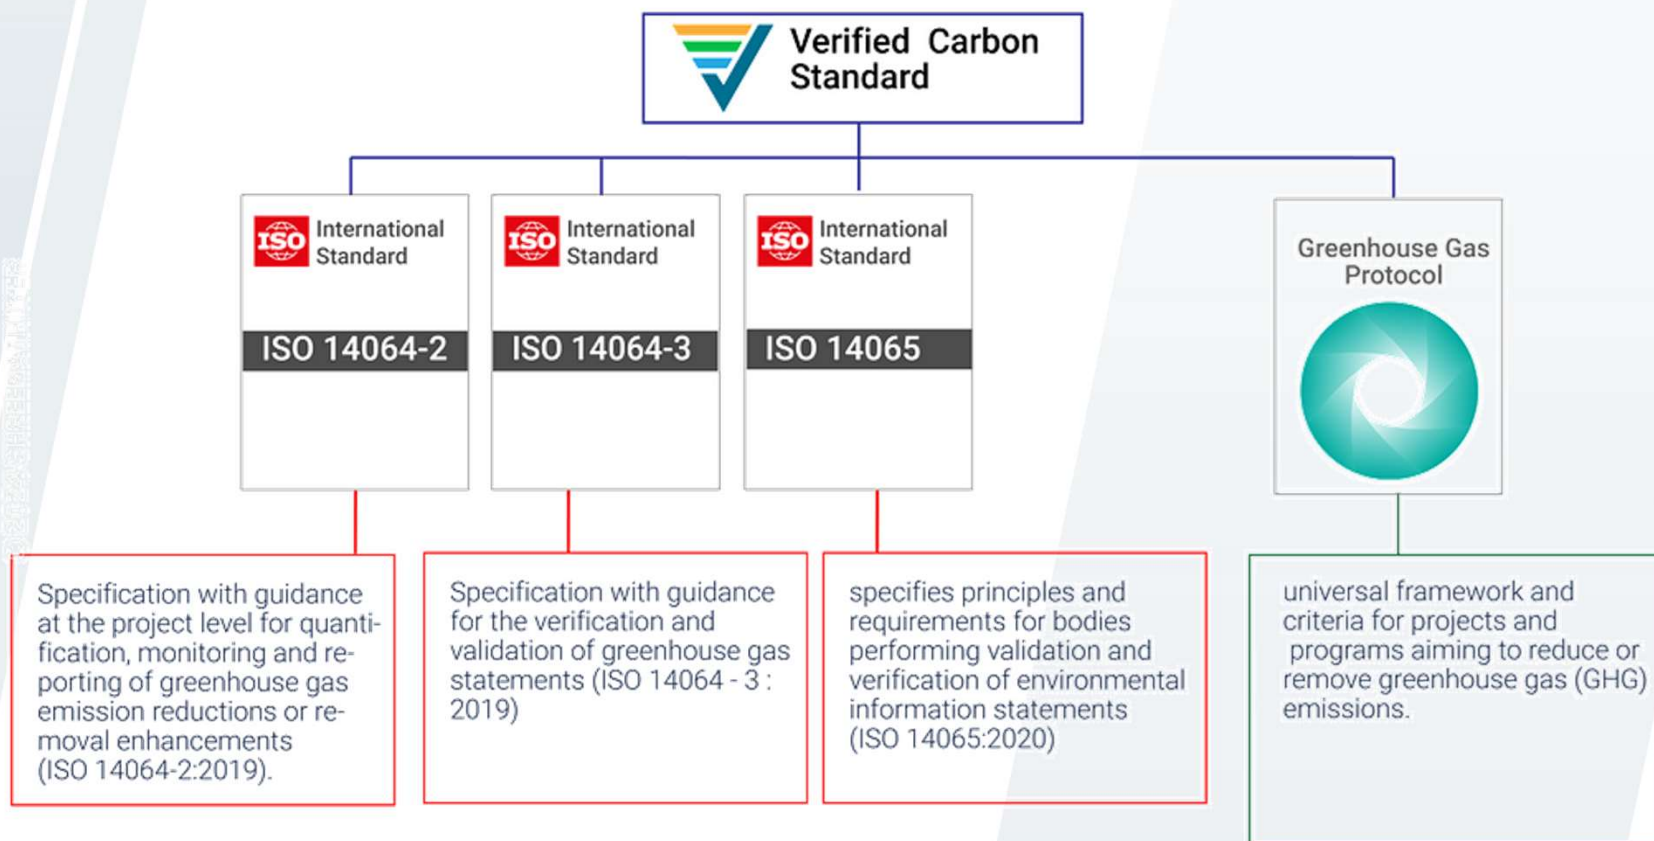 Verified Carbon
Standard
ISO
International
Standard
ISO 14064-2
ISO
International
Standard
ISO 14064-3
ISO
International
Standard
ISO 14065
Greenhouse Gas
Protocol
Specification with guidance
at the project level for quanti-
fication, monitoring and re-
porting of greenhouse gas
emission reductions or re-
moval enhancements
(ISO 14064-2:2019).
Specification with guidance
for the verification and
validation of greenhouse gas
statements (ISO 14064 - 3 :
2019)
specifies principles and
requirements for bodies
performing validation and
verification of environmental
information statements
(ISO 14065:2020)
universal framework and
criteria for projects and
programs aiming to reduce or
remove greenhouse gas (GHG)
emissions.